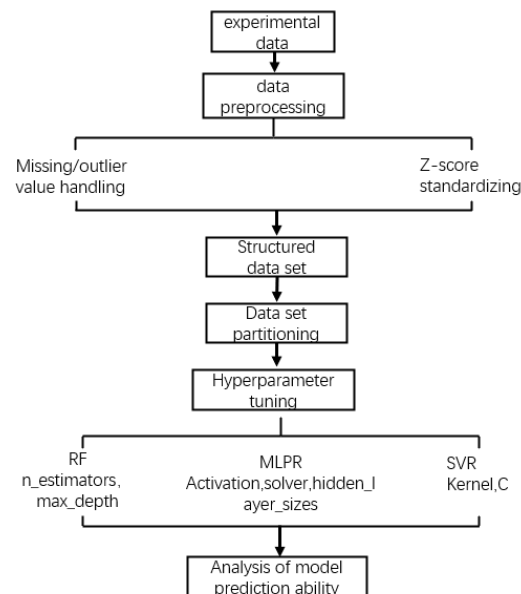 experimental
data
data
preprocessing
Missing/outlier
value handling
Z-score
standardizing
Structured
data set
Data set
partitioning
Hyperparameter
tuning
RF
n_estimators,
max_depth
MLPR
Activation,solver,hidden_l
ayer_sizes
SVR
Kernel,C
Analysis of model
prediction ability